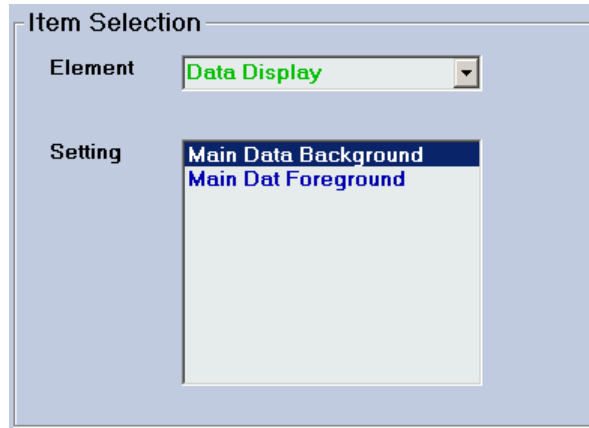 Item Selection
Element
Data Display
Setting
Main Data Background
Main Dat Foreground